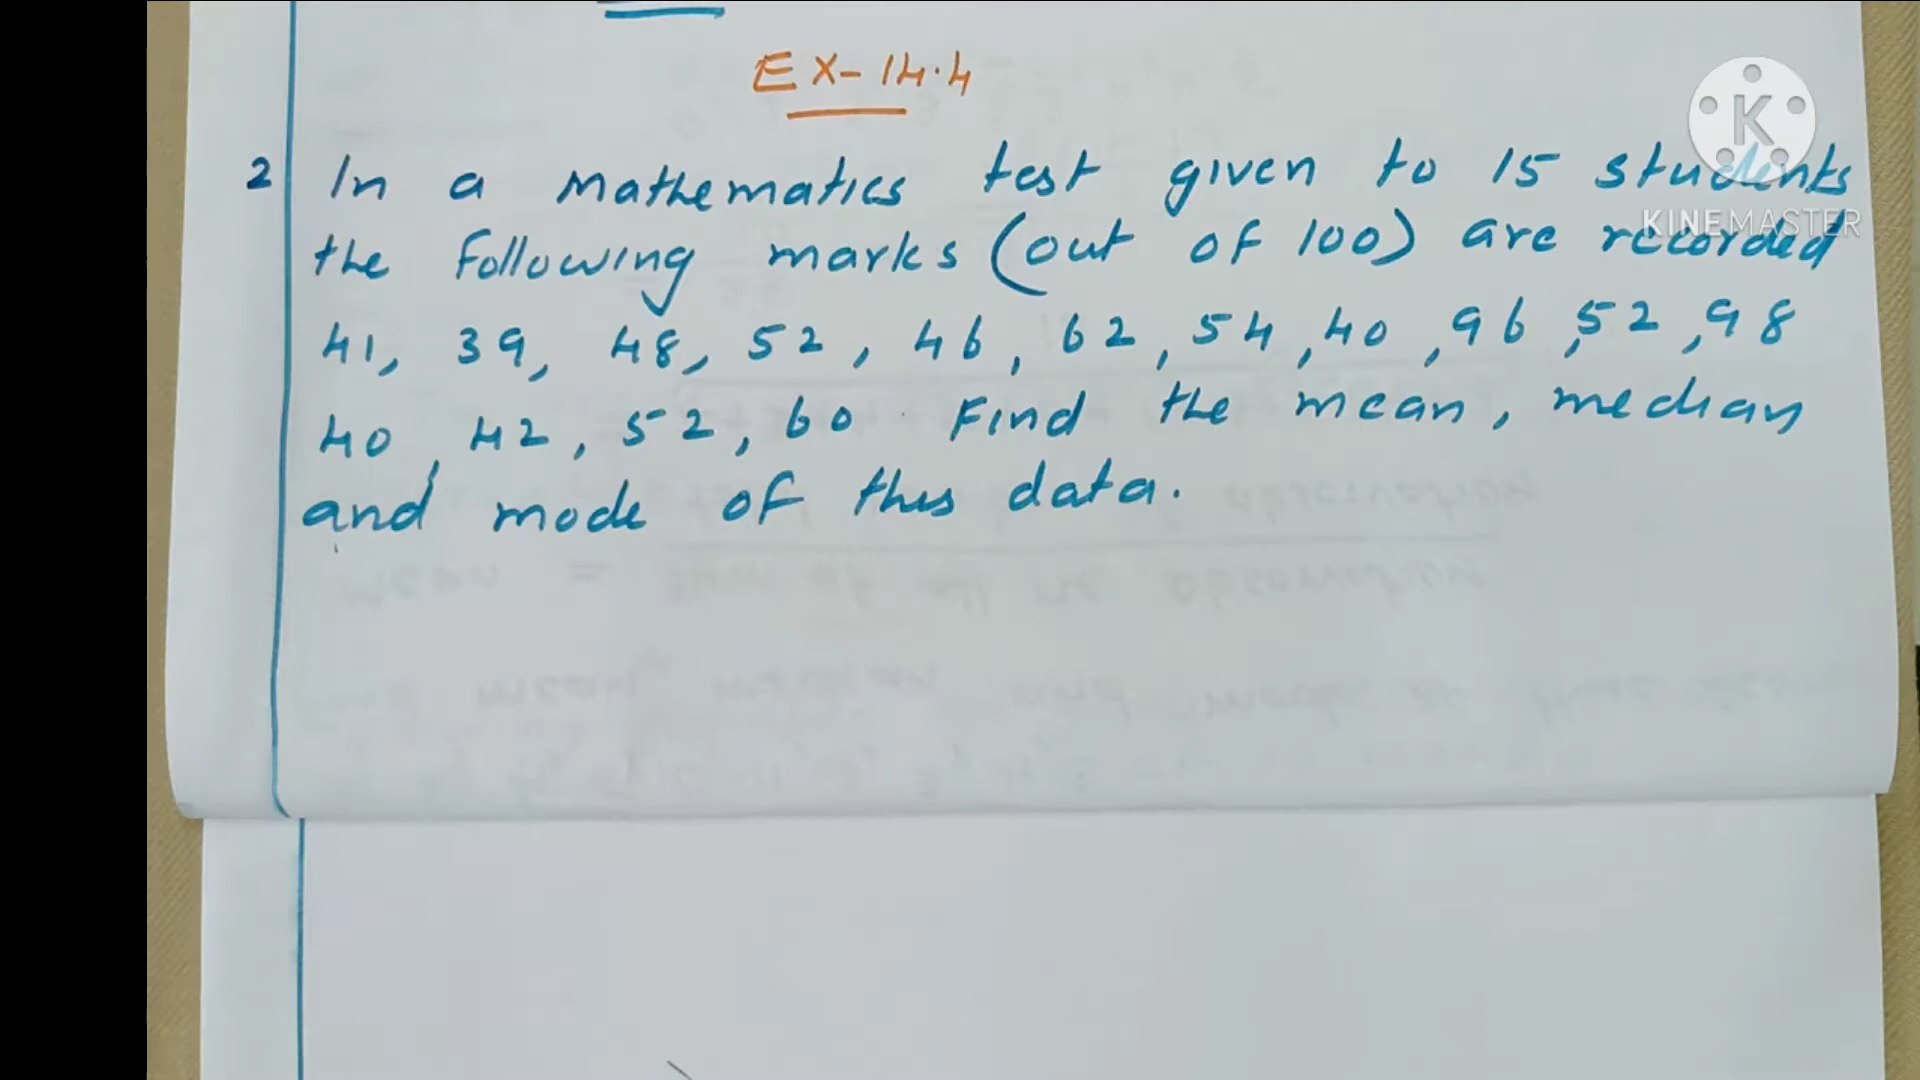 Ex-14.4
2 In a Mathematics test given to 15 students
the following marks (out of 100) are recorded
41, 39, 48, 52, 46, 62, 54, 40, 96, 52, 98
40, 42, 52, 60. Find the mean, median
and mode of this data.
K
KINEMASTER